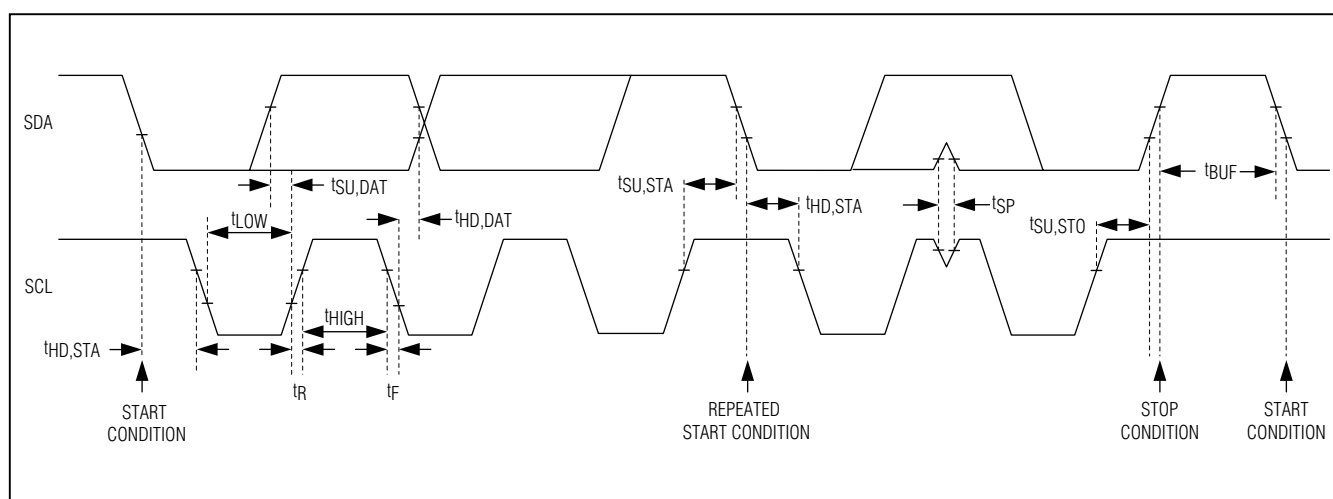 SDA
tSU,DAT
tLOW
tHD,DAT
tSU,STA
tHD,STA
tSP
tBUF
tSU,STO
SCL
tHIGH
tHD,STA
tR
tF
START
CONDITION
REPEATED
START CONDITION
STOP
CONDITION
START
CONDITION